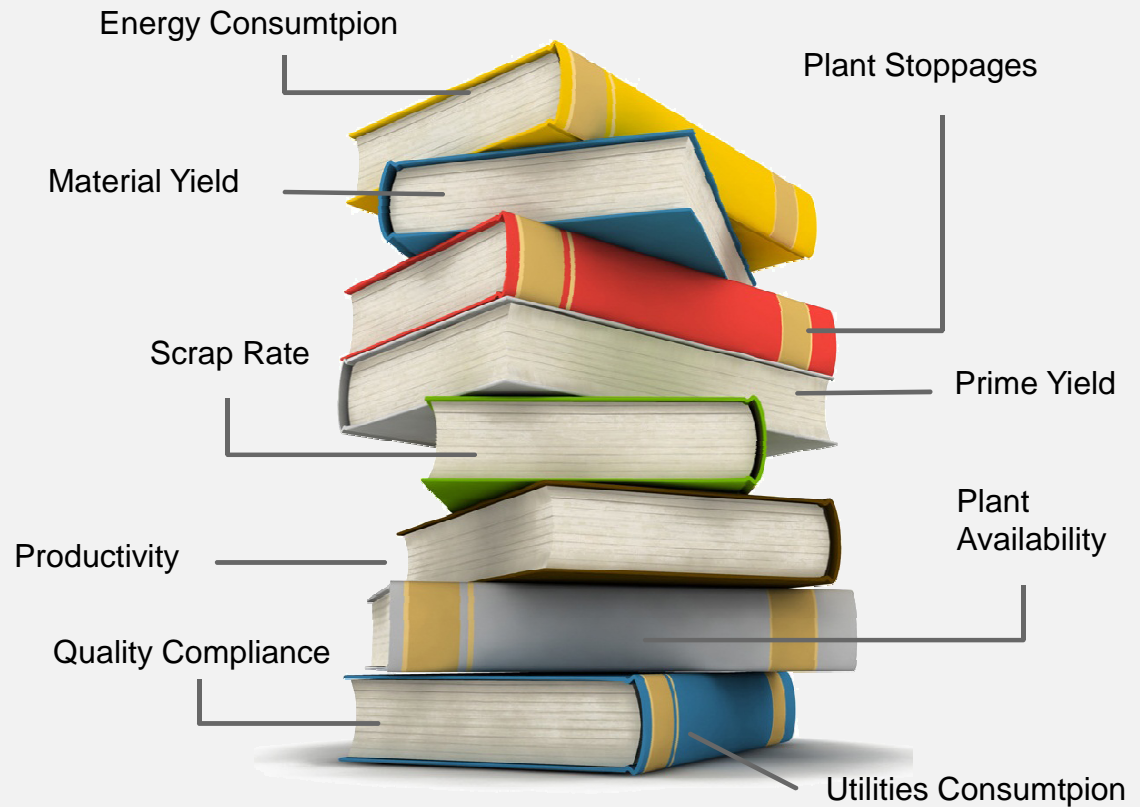 Energy Consumtpion
Plant Stoppages
Material Yield
Scrap Rate
Prime Yield
Plant
Availability
Productivity
Quality Compliance
Utilities Consumtpion